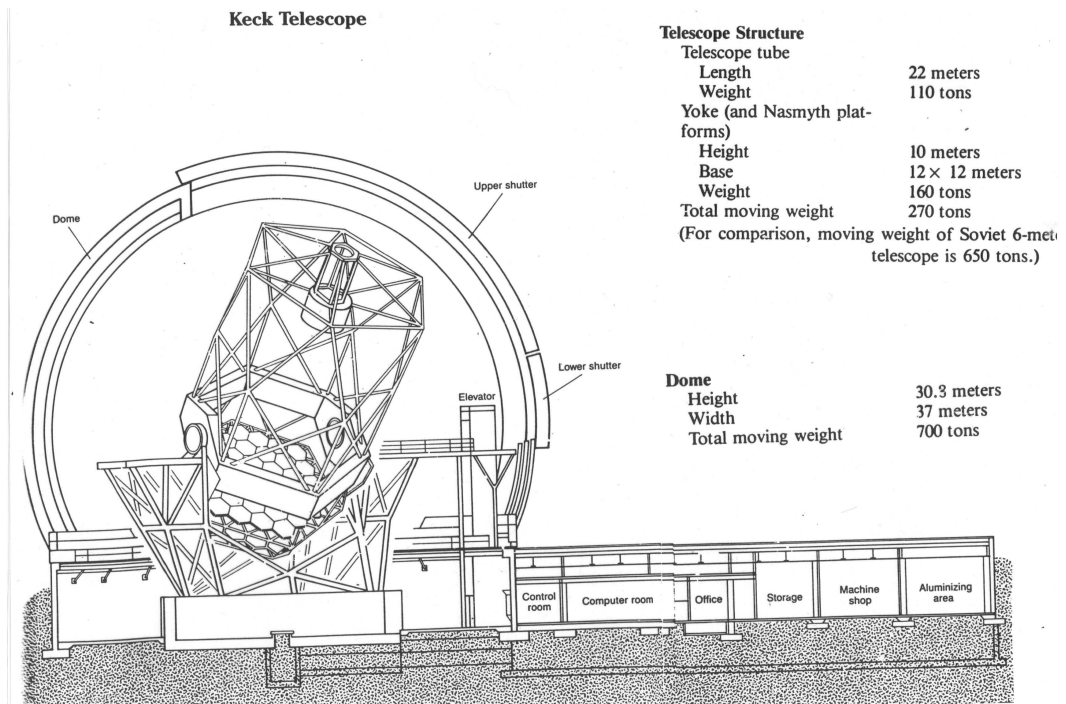 Keck Telescope
Telescope Structure
Telescope tube
Length 22 meters
Weight 110 tons
Yoke (and Nasmyth plat-
forms)
Height 10 meters
Base 12 × 12 meters
Weight 160 tons
Total moving weight 270 tons
(For comparison, moving weight of Soviet 6-met
telescope is 650 tons.)
Upper shutter
Dome
Lower shutter
Elevator
Dome
Height 30.3 meters
Width 37 meters
Total moving weight 700 tons
Control
room
Computer room
Office
Storage
Machine
shop
Aluminizing
area